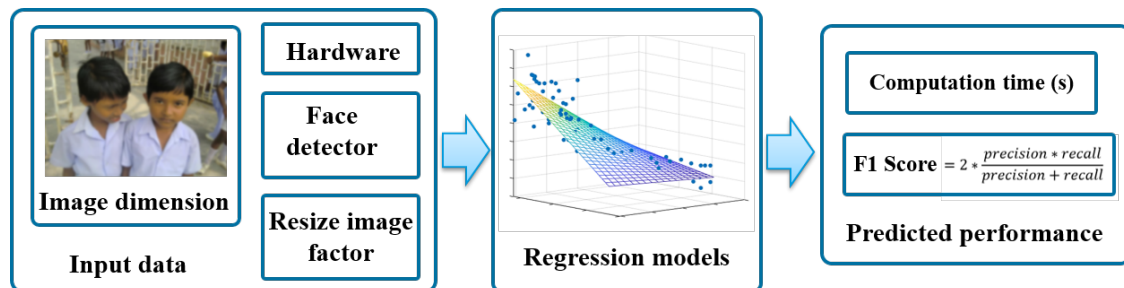 Image dimension
Hardware
Face
detector
Resize image
factor
Input data
Regression models
Computation time (s)
F1 Score = 2 * (precision * recall) / (precision + recall)
Predicted performance